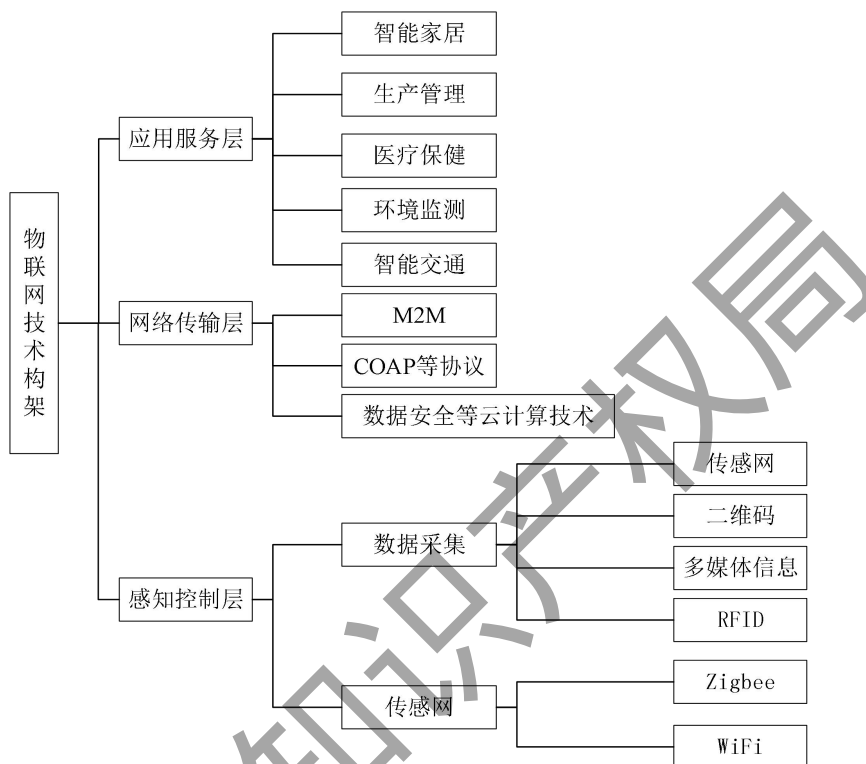 物联网技术构架
应用服务层
智能家居
生产管理
医疗保健
环境监测
智能交通
网络传输层
M2M
COAP等协议
数据安全等云计算技术
感知控制层
数据采集
传感网
二维码
多媒体信息
RFID
传感网
Zigbee
WiFi
知识产权局